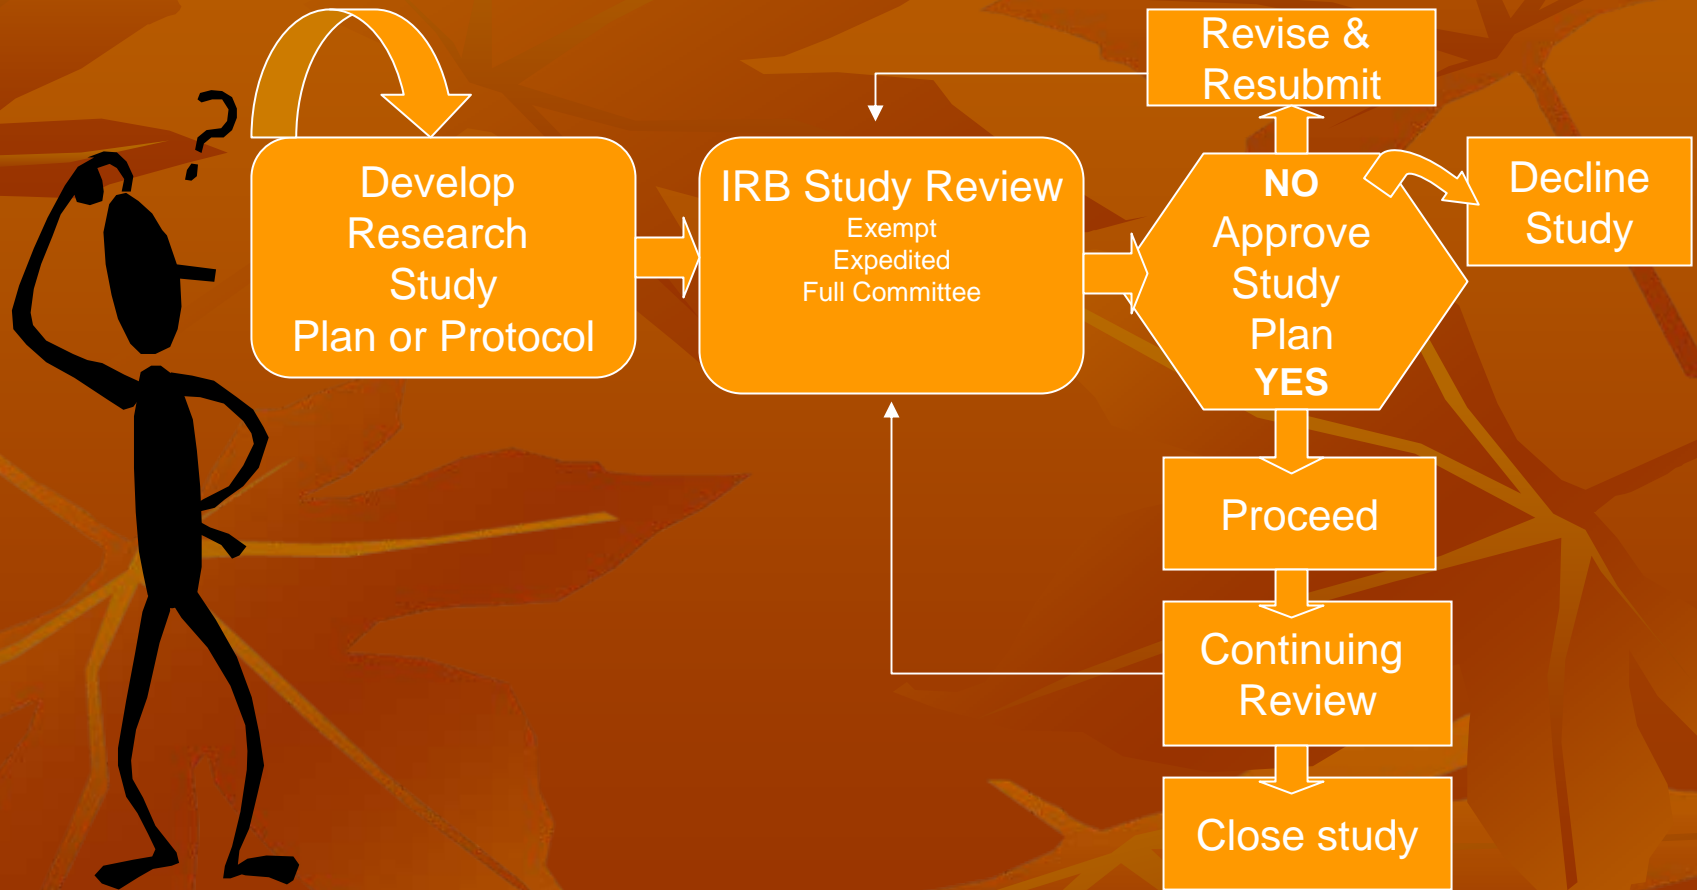 ?
Develop
Research
Study
Plan or Protocol
IRB Study Review
Exempt
Expedited
Full Committee
Revise &
Resubmit
NO
Approve
Study
Plan
YES
Decline
Study
Proceed
Continuing
Review
Close study